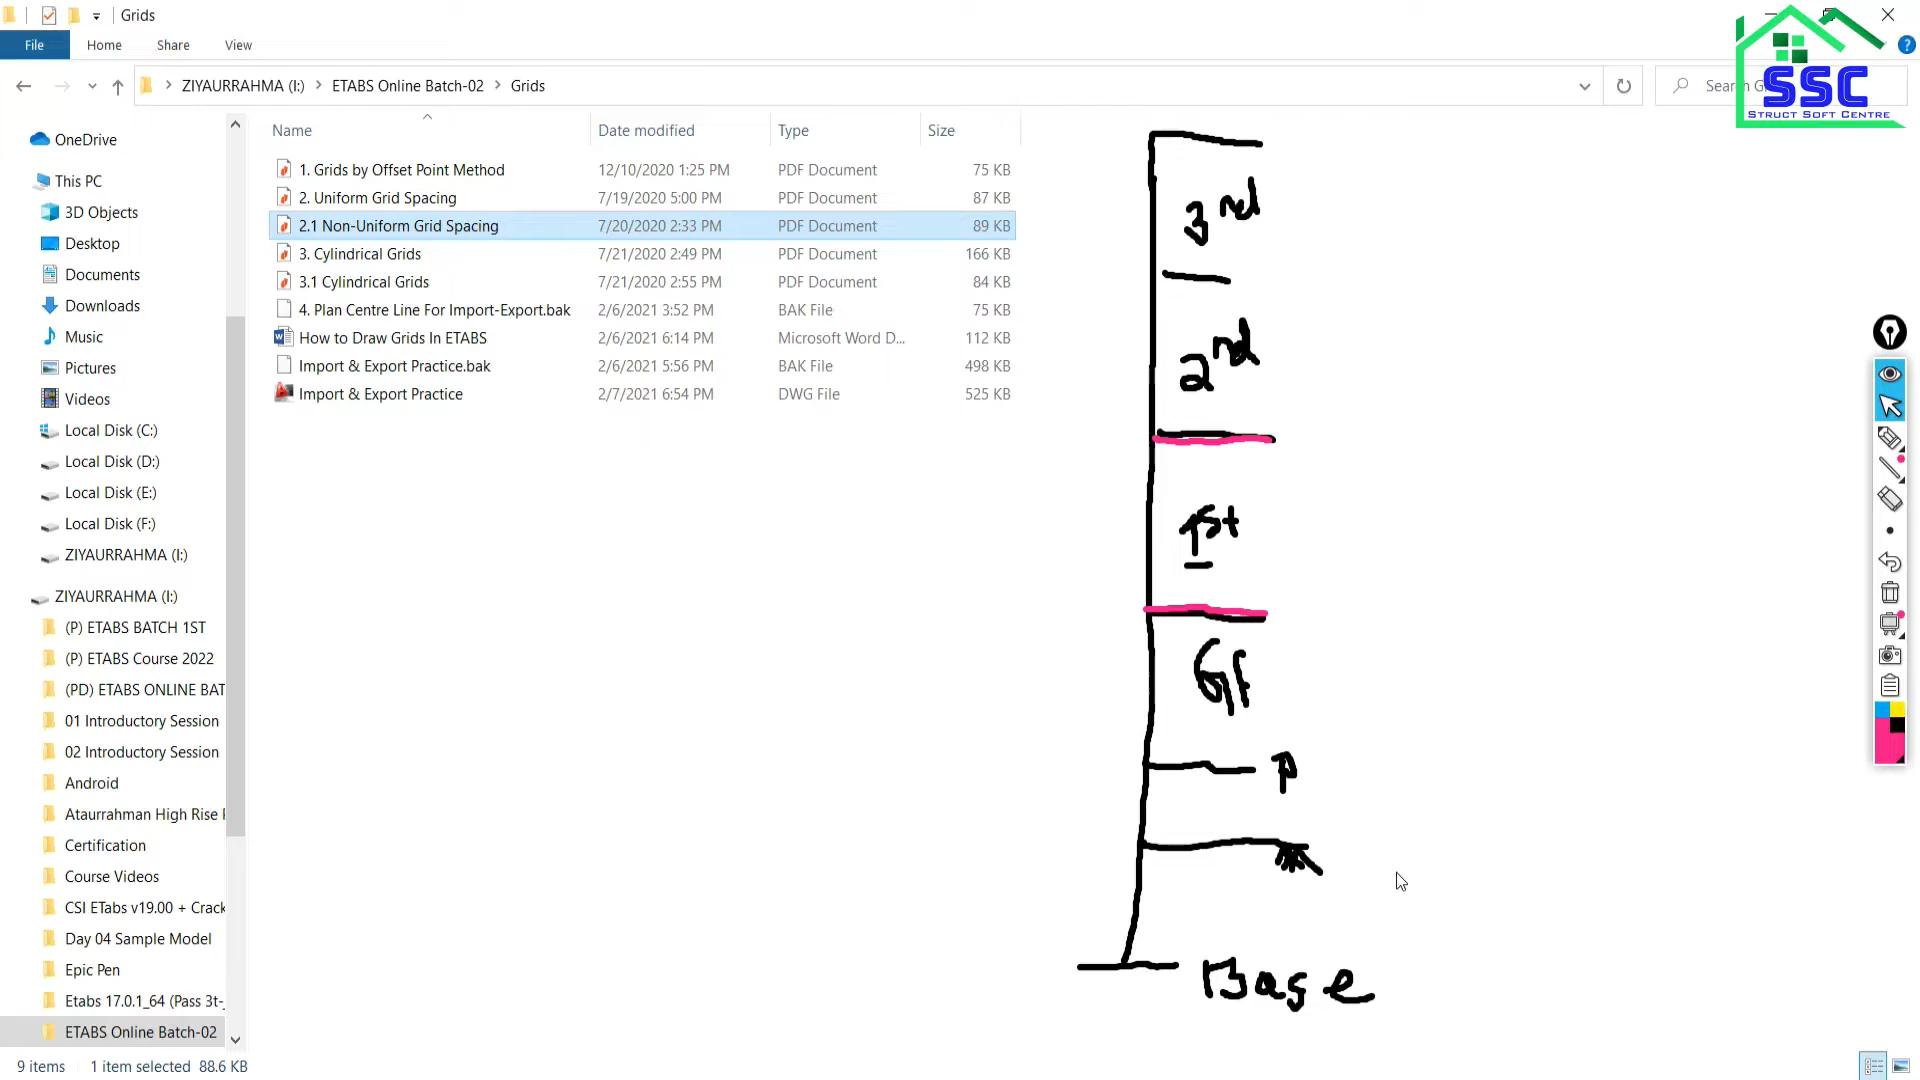 Grids
File Home Share View
ZIYAURRAHMA (I:) ETABS Online Batch-02 Grids
Search G
SSC
STRUCT SOFT CENTRE
Name Date modified Type Size
1. Grids by Offset Point Method 12/10/2020 1:25 PM PDF Document 75 KB
2. Uniform Grid Spacing 7/19/2020 5:00 PM PDF Document 87 KB
2.1 Non-Uniform Grid Spacing 7/20/2020 2:33 PM PDF Document 89 KB
3. Cylindrical Grids 7/21/2020 2:49 PM PDF Document 166 KB
3.1 Cylindrical Grids 7/21/2020 2:55 PM PDF Document 84 KB
4. Plan Centre Line For Import-Export.bak 2/6/2021 3:52 PM BAK File 75 KB
How to Draw Grids In ETABS 2/6/2021 6:14 PM Microsoft Word D... 112 KB
Import & Export Practice.bak 2/6/2021 5:56 PM BAK File 498 KB
Import & Export Practice 2/7/2021 6:54 PM DWG File 525 KB
OneDrive
This PC
3D Objects
Desktop
Documents
Downloads
Music
Pictures
Videos
Local Disk (C:)
Local Disk (D:)
Local Disk (E:)
Local Disk (F:)
ZIYAURRAHMA (I:)
ZIYAURRAHMA (I:)
(P) ETABS BATCH 1ST
(P) ETABS Course 2022
(PD) ETABS ONLINE BAT
01 Introductory Session
02 Introductory Session
Android
Ataurrahman High Rise
Certification
Course Videos
CSI ETabs v19.00 + Crack
Day 04 Sample Model
Epic Pen
Etabs 17.0.1_64 (Pass 3t-
ETABS Online Batch-02
3rd
2nd
1st
Gf
P
Base
9 items 1 item selected 88.6 KB